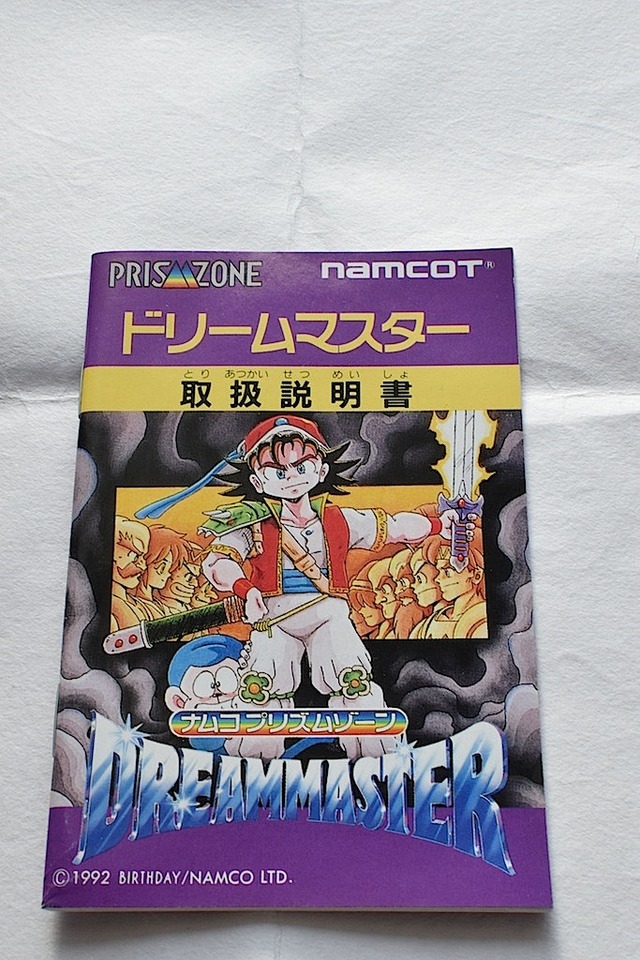 PRISMZONE namcoT®
ドリームマスター
とり あつかい せつ めい しょ
取扱説明書
ナムコプリズムゾーン
DREAMMASTER
©1992 BIRTHDAY/NAMCO LTD.